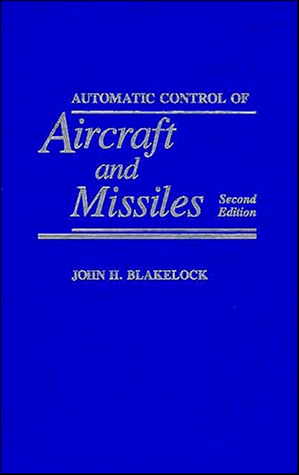 AUTOMATIC CONTROL OF
Aircraft
and
Missiles Second
Edition
JOHN H. BLAKELOCK